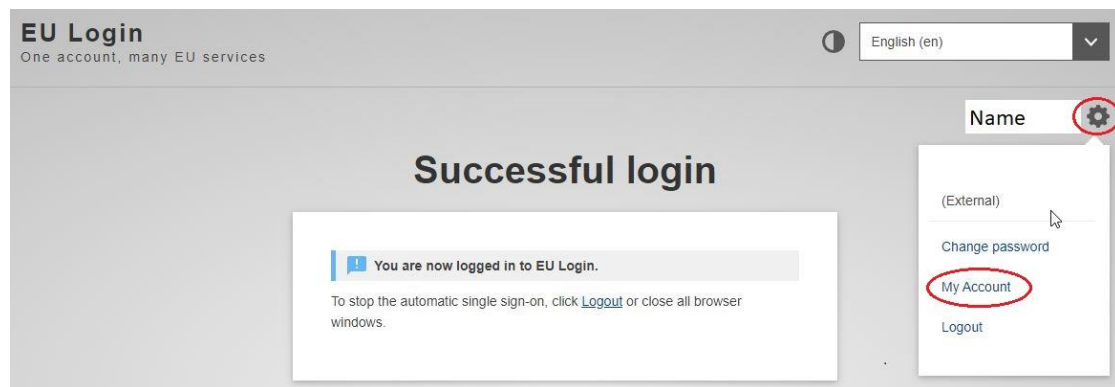 EU Login
One account, many EU services
English (en)
Name
Successful login
(External)
You are now logged in to EU Login.
Change password
To stop the automatic single sign-on, click Logout or close all browser
windows.
My Account
Logout